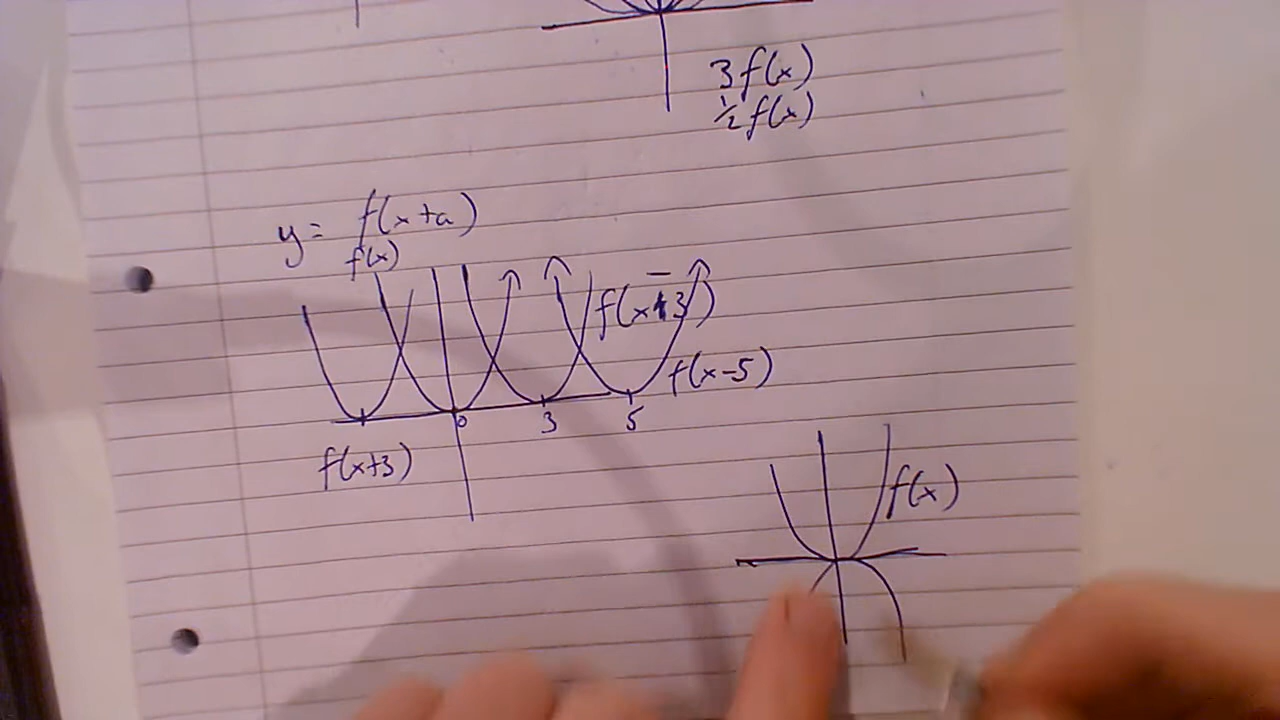 3f(x)
½f(x)
y= f(x+a)
f(x)
f(x-3)
f(x-5)
0 3 5
f(x+3)
f(x)